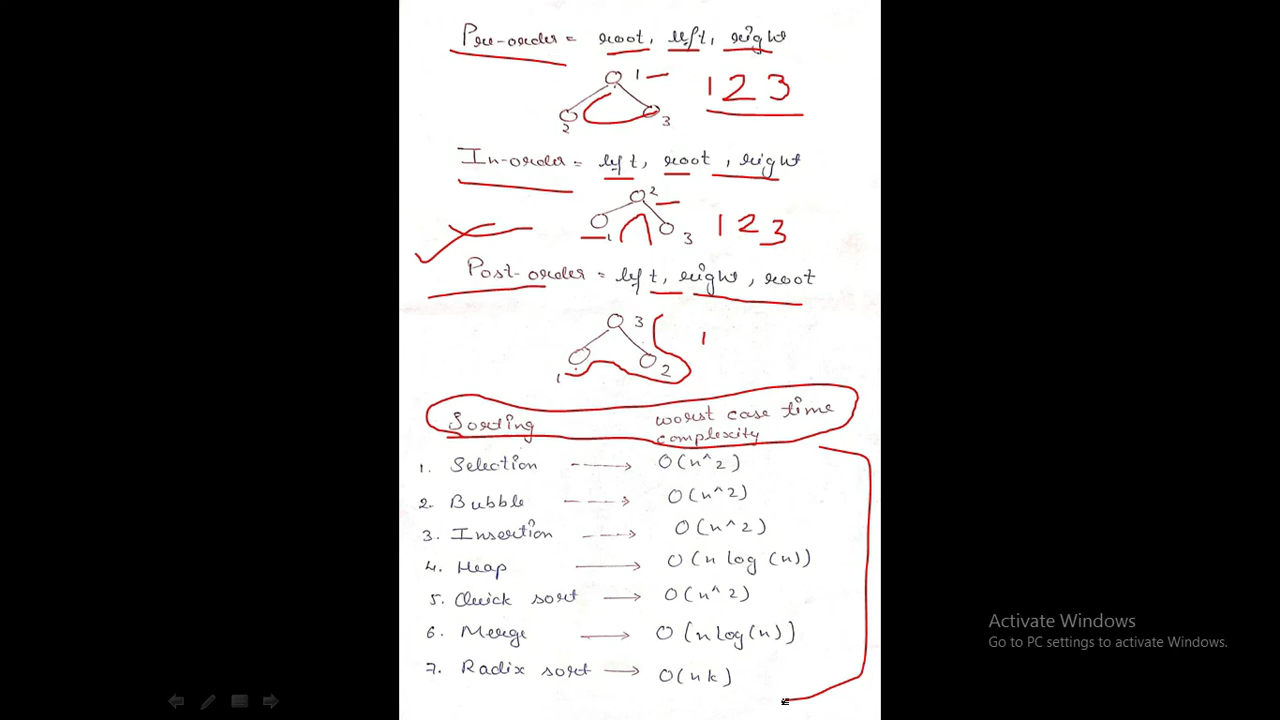 Pre-order = root, left, right
1
1 2 3
2
3
In-order = left, root, right
2
1 2 3
1
3
Post-order = left, right, root
3
1
1
2
Sorting worst case time
complexity
1. Selection ----> O(n^2)
2. Bubble ----> O(n^2)
3. Insertion ----> O(n^2)
4. Heap ----> O(n log (n))
5. Quick sort ----> O(n^2)
6. Merge ----> O(n log(n))
7. Radix sort ----> O(nk)
Activate Windows
Go to PC settings to activate Windows.